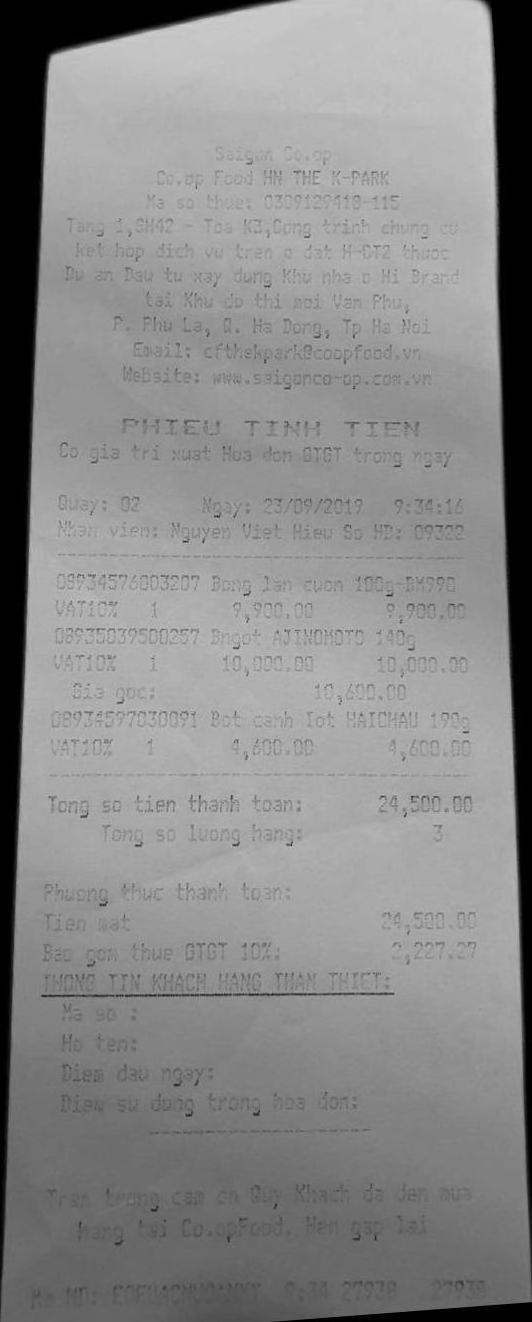 Saigon Co.op
Co.op Food HN THE K-PARK
Ma so thue: 0309129418-115
Tang 1,SH42 - Toa K3,Cong trinh chung cu
ket hop dich vu tren o dat H-CT2 thuoc
Du an Dau tu xay dung Khu nha o Hi Brand
tai Khu do thi moi Van Phu,
P. Phu La, Q. Ha Dong, Tp Ha Noi
Email: cfthekpark@coopfood.vn
Website: www.saigonco-op.com.vn
PHIEU TINH TIEN
Co gia tri xuat Hoa don GTGT trong ngay
Quay: 02 Ngay: 23/09/2019 9:34:16
Nhan vien: Nguyen Viet Hieu So HD: 09322
08934576003207 Bong lan cuon 180g-BM990
VAT10% 1 9,900.00 9,900.00
08935039500257 Bngot AJINOMOTO 140g
VAT10% 1 10,000.00 10,000.00
Gia goc: 10,600.00
08934597030091 Bot canh Iot HAICHAU 190g
VAT10% 1 4,600.00 4,600.00
Tong so tien thanh toan: 24,500.00
Tong so luong hang: 3
Phuong thuc thanh toan:
Tien mat 24,500.00
Bao gom thue GTGT 10%: 2,227.27
THONG TIN KHACH HANG THAN THIET:
Ma so :
Ho ten:
Diem dau ngay:
Diem su dung trong hoa don:
Tran trong cam on Quy Khach da den mua
hang tai Co.opFood. Hen gap lai
Ma ND: 9:34 27938 27938